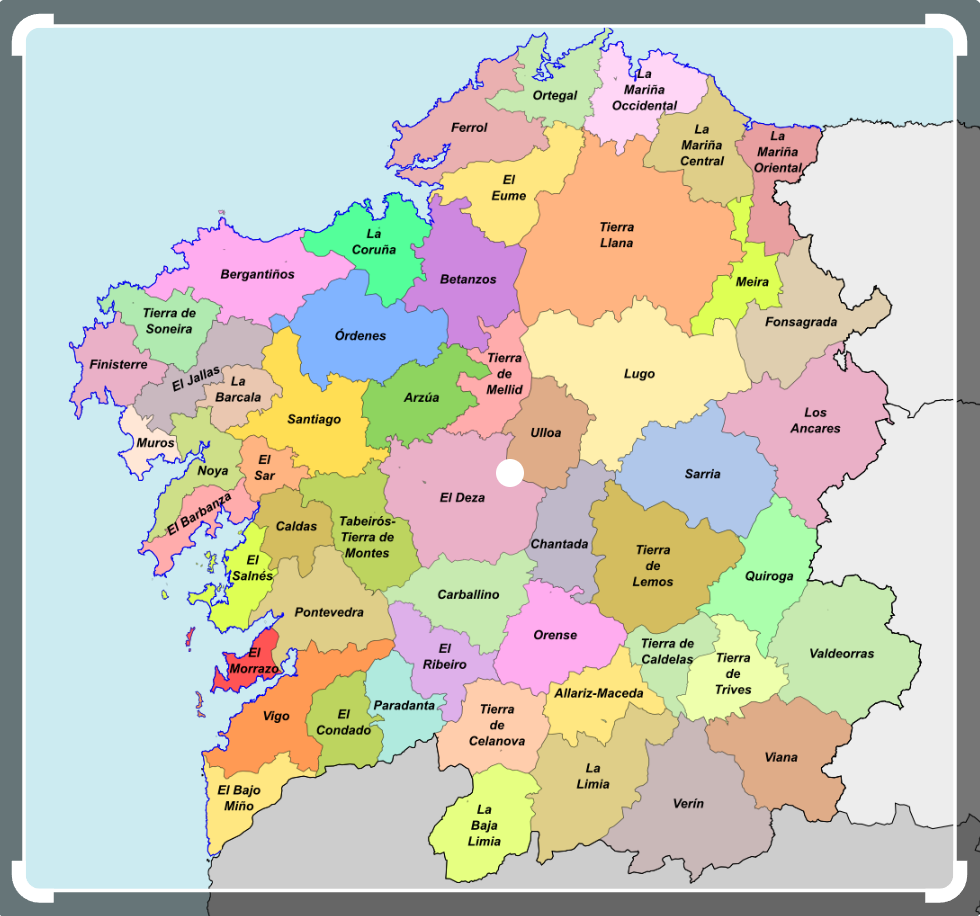 Ortegal
La
Mariña
Occidental
Ferrol
La
Mariña
Central
La
Mariña
Oriental
El
Eume
Tierra
Llana
La
Coruña
Bergantiños
Betanzos
Meira
Tierra de
Soneira
Fonsagrada
Órdenes
Finisterre
El Jallas
La
Barcala
Tierra
de
Mellid
Lugo
Arzúa
Santiago
Los
Ancares
Muros
Ulloa
Noya
El
Sar
Sarria
El Deza
El Barbanza
Caldas
Tabeirós-
Tierra de
Montes
Chantada
Tierra
de
Lemos
El
Salnés
Quiroga
Carballino
Pontevedra
Orense
El
Ribeiro
Tierra de
Caldelas
Valdeorras
El
Morrazo
Tierra
de
Trives
Allariz-Maceda
Paradanta
Vigo
El
Condado
Tierra
de
Celanova
Viana
La
Limia
El Bajo
Miño
Verín
La
Baja
Limia